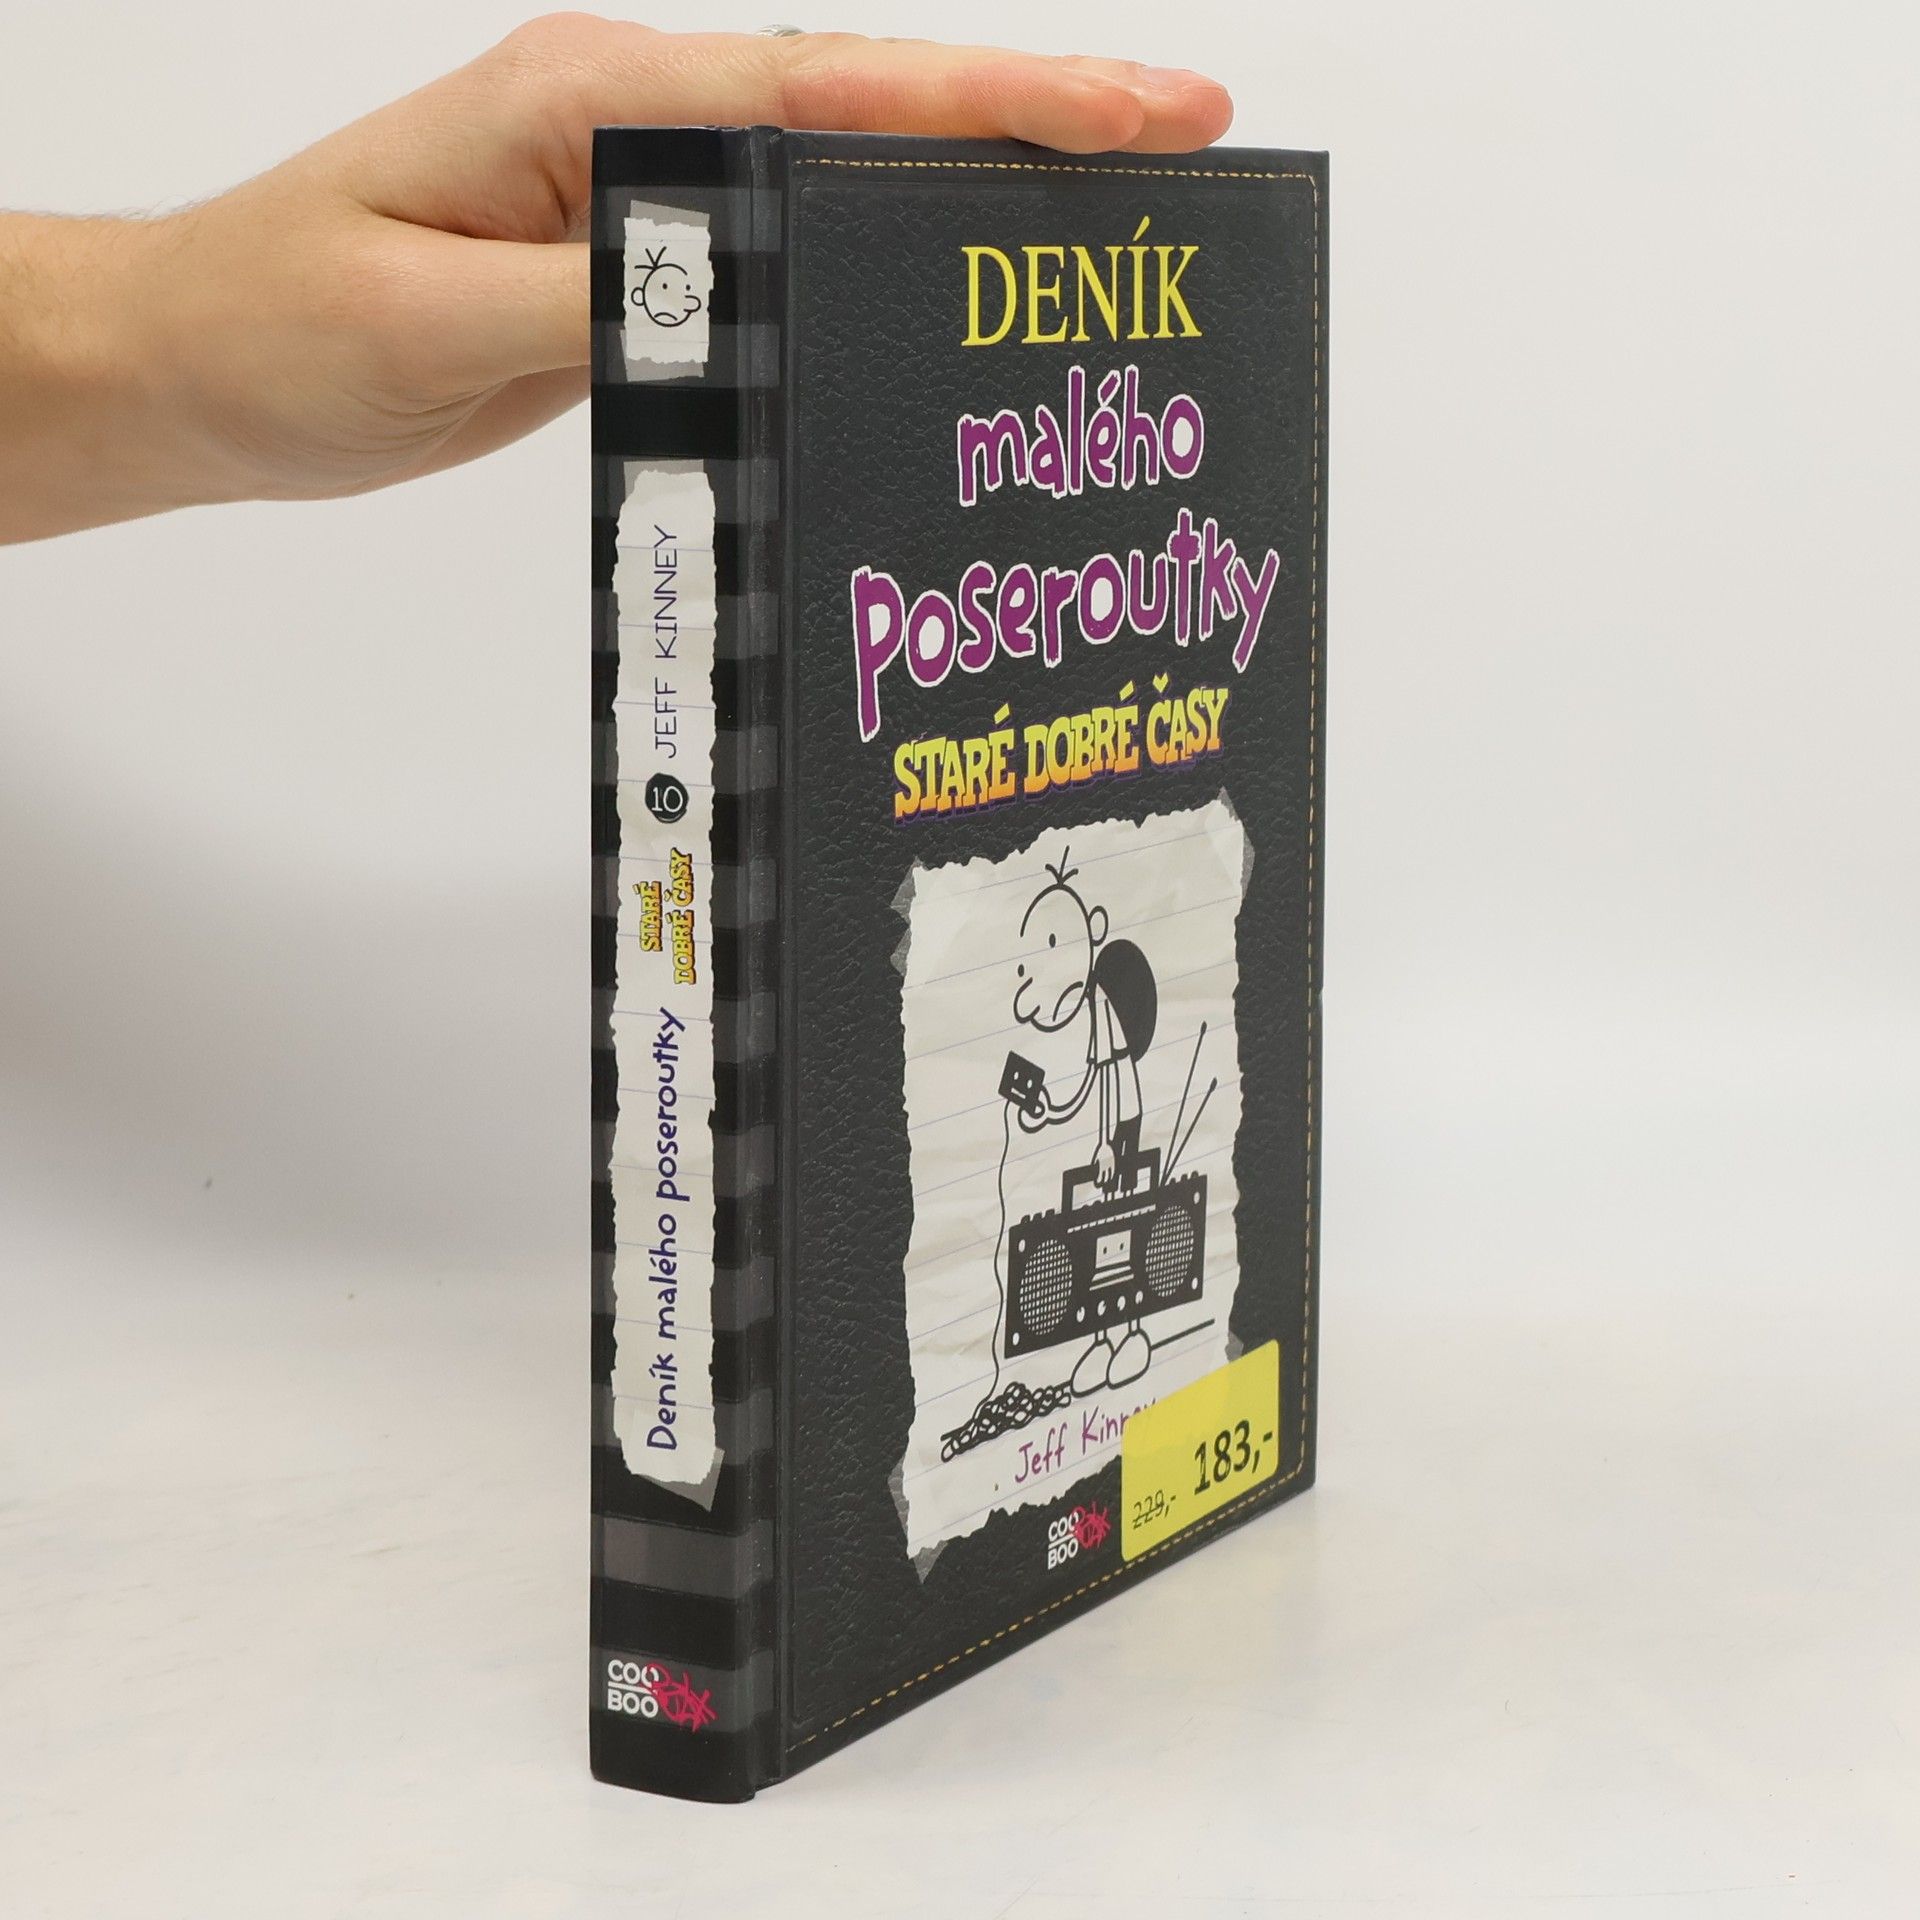 DENÍK
malého
poseroutky
STARÉ DOBRÉ ČASY
Jeff
183,-
229,-
COO
BOO
JEFF KINNEY
10
STARÉ
DOBRÉ ČASY
Deník malého poseroutky
COO
BOO